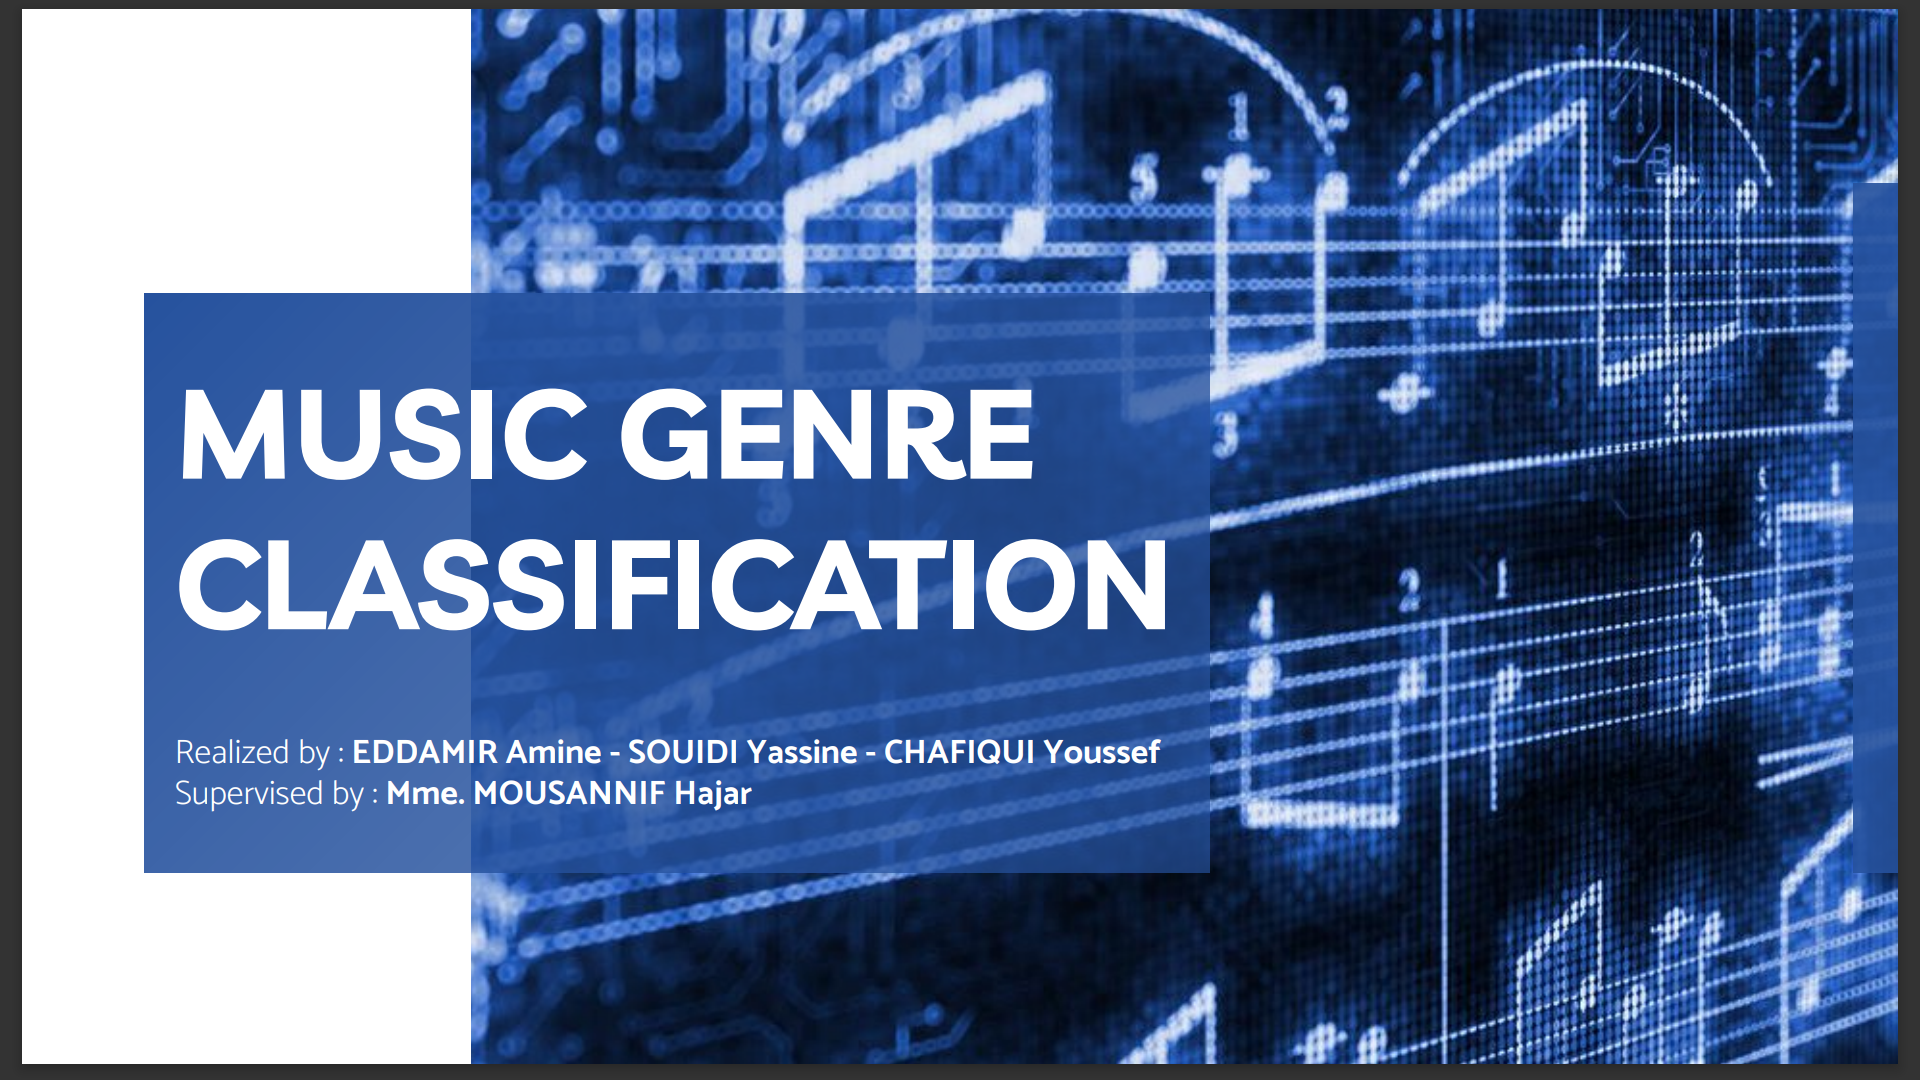 MUSIC GENRE
CLASSIFICATION
Realized by : EDDAMIR Amine - SOUIDI Yassine - CHAFIQUI Youssef
Supervised by : Mme. MOUSANNIF Hajar